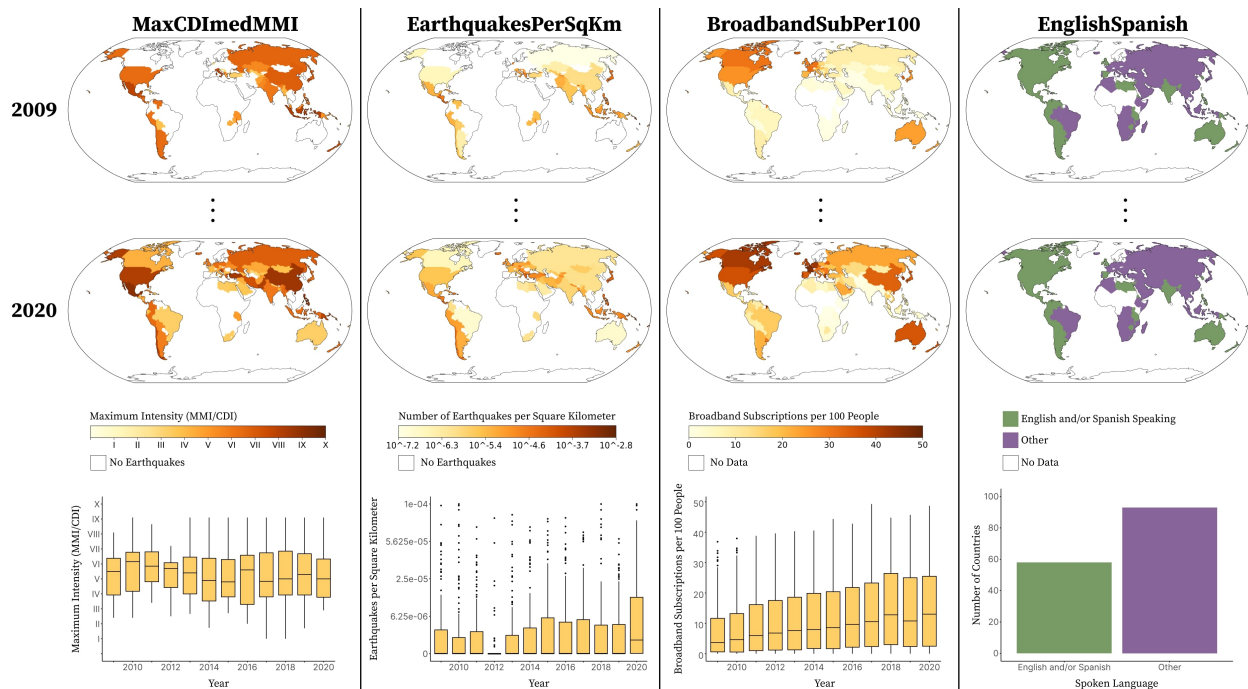 MaxCDImedMMI
EarthquakesPerSqKm
BroadbandSubPer100
EnglishSpanish
2009
2020
Maximum Intensity (MMI/CDI)
I II III IV V VI VII VIII IX X
No Earthquakes
Number of Earthquakes per Square Kilometer
10^-7.2 10^-6.3 10^-5.4 10^-4.6 10^-3.7 10^-2.8
No Earthquakes
Broadband Subscriptions per 100 People
0 10 20 30 40 50
No Data
English and/or Spanish Speaking
Other
No Data
Maximum Intensity (MMI/CDI)
X
IX
VIII
VII
VI
V
IV
III
II
I
2010 2012 2014 2016 2018 2020
Year
Earthquakes per Square Kilometer
1e-04
5.625e-05
2.5e-05
6.25e-06
0
2010 2012 2014 2016 2018 2020
Year
Broadband Subscriptions per 100 People
50
40
30
20
10
0
2010 2012 2014 2016 2018 2020
Year
Number of Countries
100
80
60
40
20
0
English and/or Spanish Other
Spoken Language